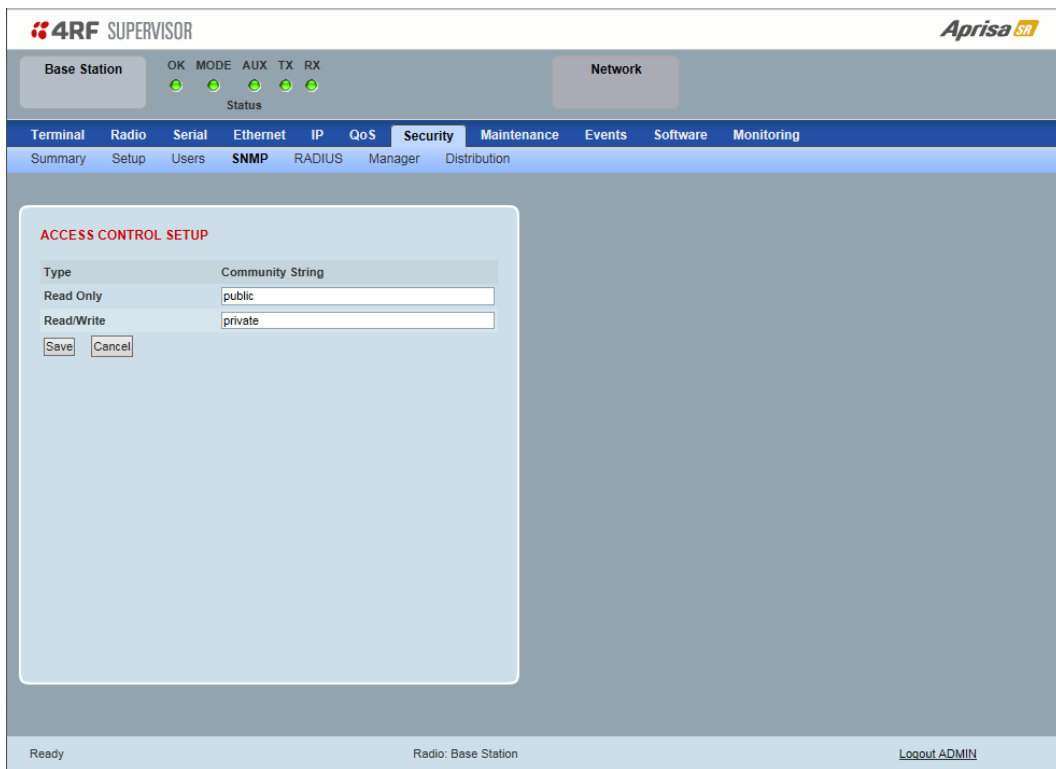 4RF SUPERVISOR Aprisa SR
Base Station OK MODE AUX TX RX Network
Status
Terminal Radio Serial Ethernet IP QoS Security Maintenance Events Software Monitoring
Summary Setup Users SNMP RADIUS Manager Distribution
ACCESS CONTROL SETUP
Type Community String
Read Only public
Read/Write private
Save Cancel
Ready Radio: Base Station Logout ADMIN